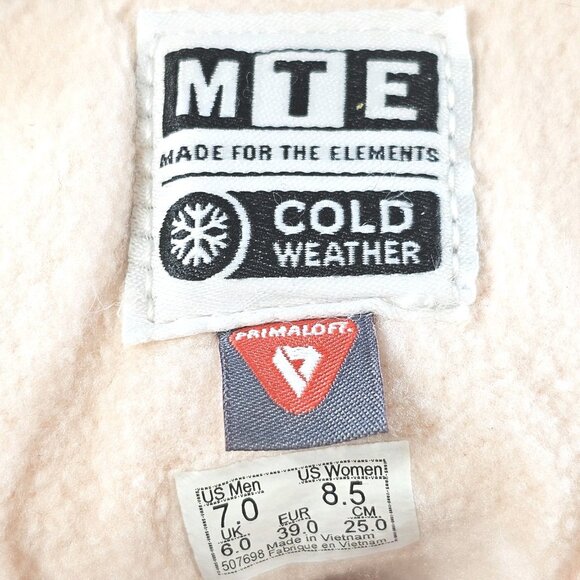 MTE
MADE FOR THE ELEMENTS
COLD
WEATHER
PRIMALOFT.
US Men US Women
7.0 8.5
UK EUR CM
6.0 39.0 25.0
507698 Made in Vietnam
Fabrique en Vietnam